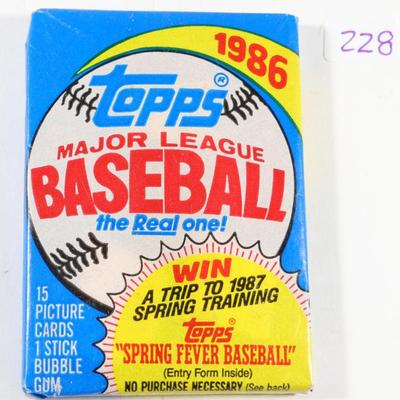 1986
228
topps®
MAJOR LEAGUE
BASEBALL
the Real one!
WIN
A TRIP TO 1987
SPRING TRAINING
15
PICTURE
CARDS
1 STICK
BUBBLE
GUM
topps
"SPRING FEVER BASEBALL"
(Entry Form Inside)
NO PURCHASE NECESSARY (See back)